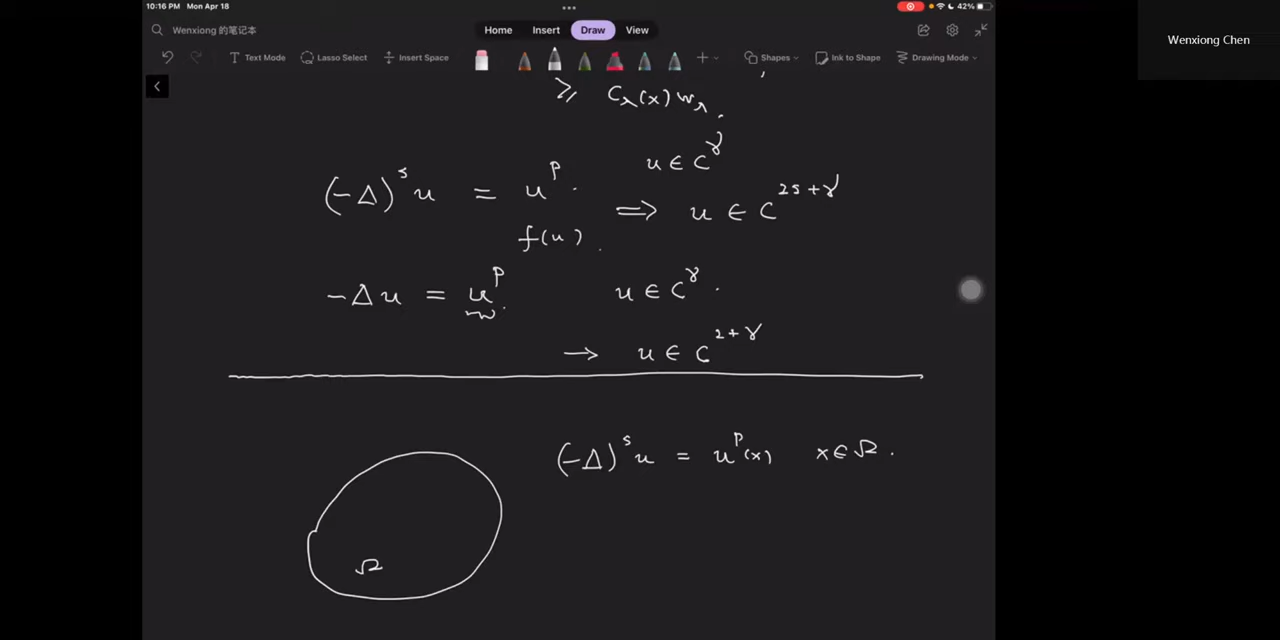 10:16 PM Mon Apr 18
42%
Wenxiong 的笔记本
Home Insert Draw View
Text Mode Lasso Select Insert Space Shapes Ink to Shape Drawing Mode
Wenxiong Chen
≥ C_λ(x) w_λ.
u ∈ C^γ
(-Δ)^s u = u^p. ⟹ u ∈ C^{2s+γ}
f(u).
-Δu = u^p. u ∈ C^γ.
→ u ∈ C^{2+γ}
(-Δ)^s u = u^p(x) x ∈ Ω.
Ω